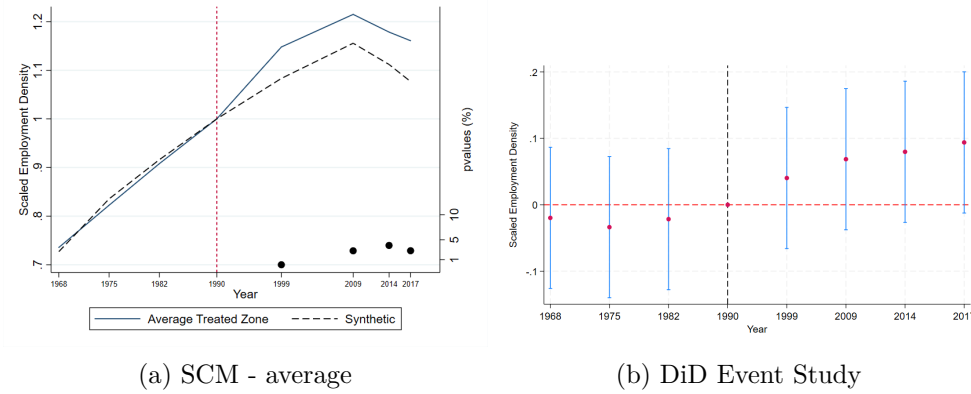 1.2
1.1
1
.9
.8
.7
Scaled Employment Density
10
5
1
pvalues (%)
1968 1975 1982 1990 1999 2009 2014 2017
Year
Average Treated Zone Synthetic
(a) SCM - average
.2
.1
0
-.1
Scaled Employment Density
1968 1975 1982 1990 1999 2009 2014 201
Year
(b) DiD Event Study